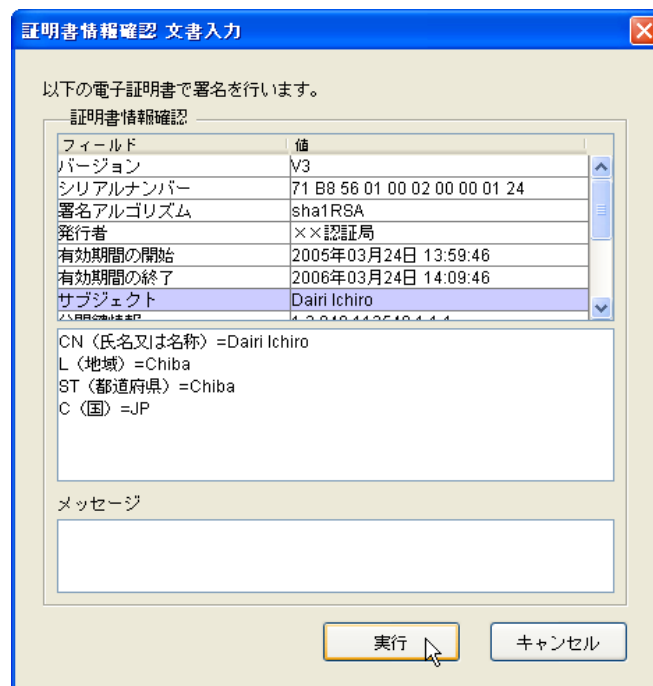 証明書情報確認 文書入力
以下の電子証明書で署名を行います。
証明書情報確認
フィールド 値
バージョン V3
シリアルナンバー 71 B8 56 01 00 02 00 00 01 24
署名アルゴリズム sha1RSA
発行者 ××認証局
有効期間の開始 2005年03月24日 13:59:46
有効期間の終了 2006年03月24日 14:09:46
サブジェクト Dairi Ichiro
CN（氏名又は名称）=Dairi Ichiro
L（地域）=Chiba
ST（都道府県）=Chiba
C（国）=JP
メッセージ
実行 キャンセル